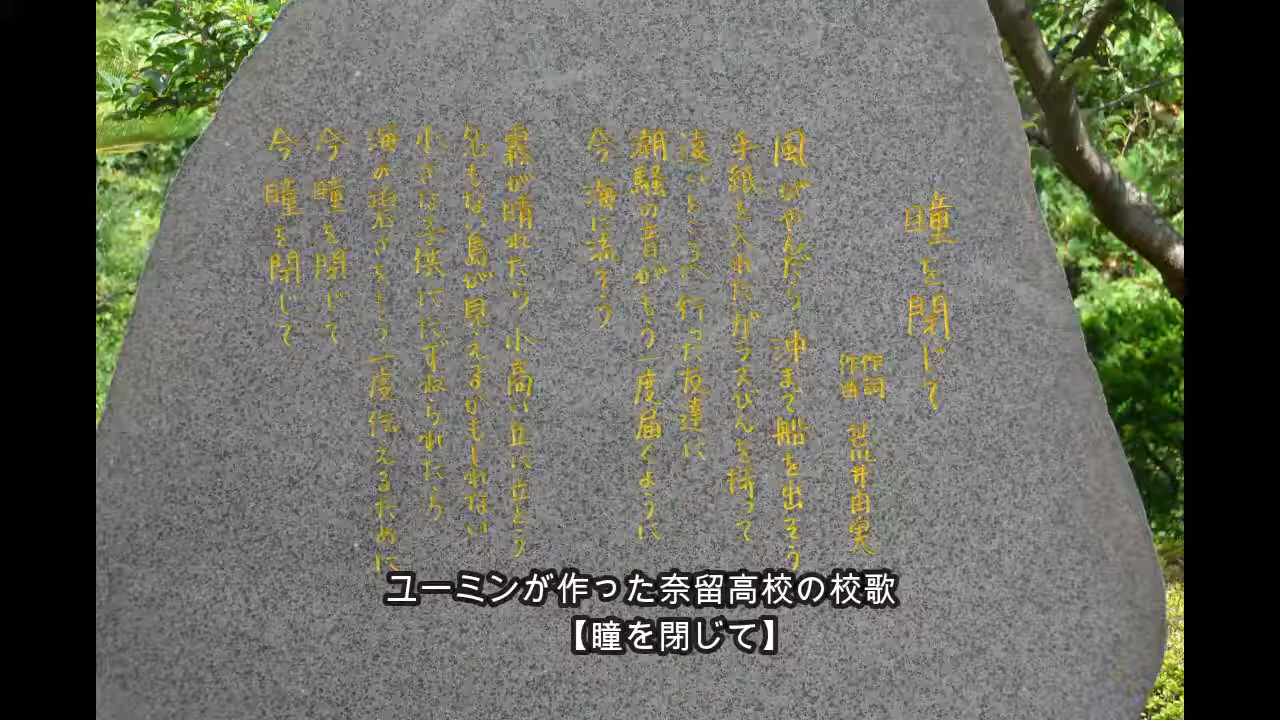 瞳を閉じて
作詞
作曲 荒井由実
風がやんだら 沖まで船を出そう
手紙を入れたガラスびんを持って
遠いところへ行った友達に
潮騒の音がもう一度届くように
今 海に流そう
霧が晴れたら 小高い丘に立とう
名もない島が見えるかもしれない
小さな子供にたずねられたら
海の碧さをもう一度伝えるために
今 瞳を閉じて
今 瞳を閉じて
ユーミンが作った奈留高校の校歌
【瞳を閉じて】